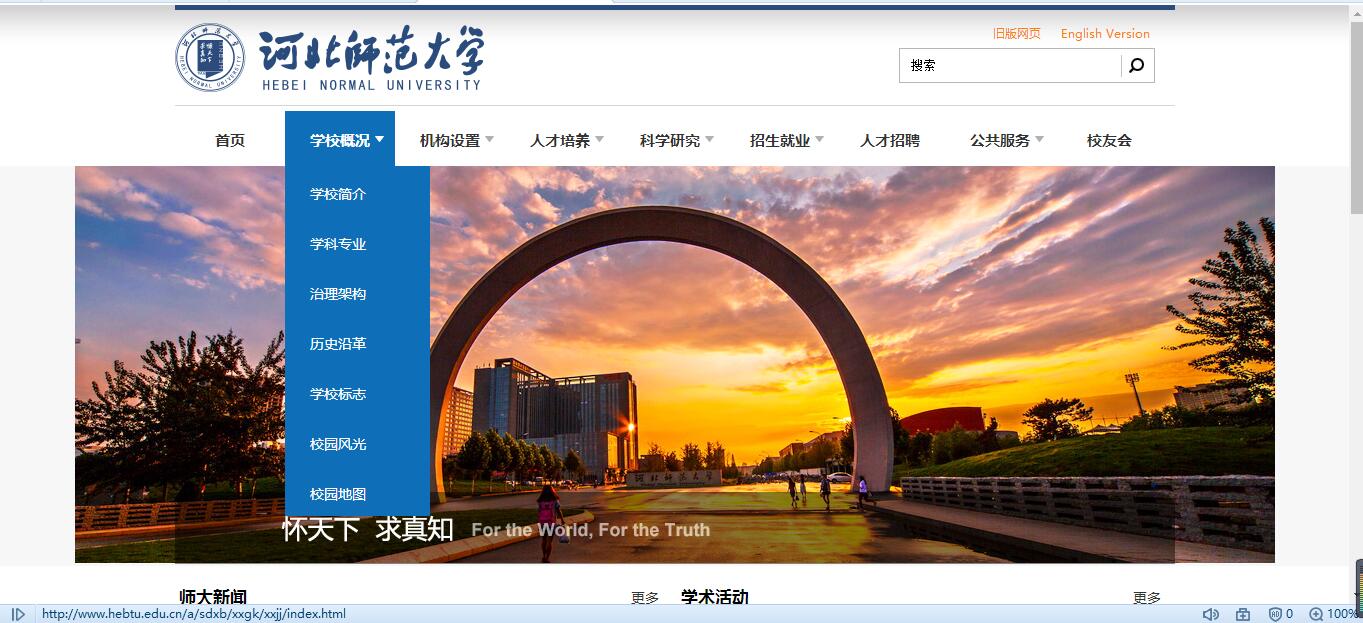 旧版网页 English Version
河北师范大学
HEBEI NORMAL UNIVERSITY
搜索
首页 学校概况 机构设置 人才培养 科学研究 招生就业 人才招聘 公共服务 校友会
学校简介
学科专业
治理架构
历史沿革
学校标志
校园风光
校园地图
河北师范大学
怀天下 求真知 For the World, For the Truth
师大新闻 更多 学术活动 更多
http://www.hebtu.edu.cn/a/sdxb/xxgk/xxjj/index.html 0 100%